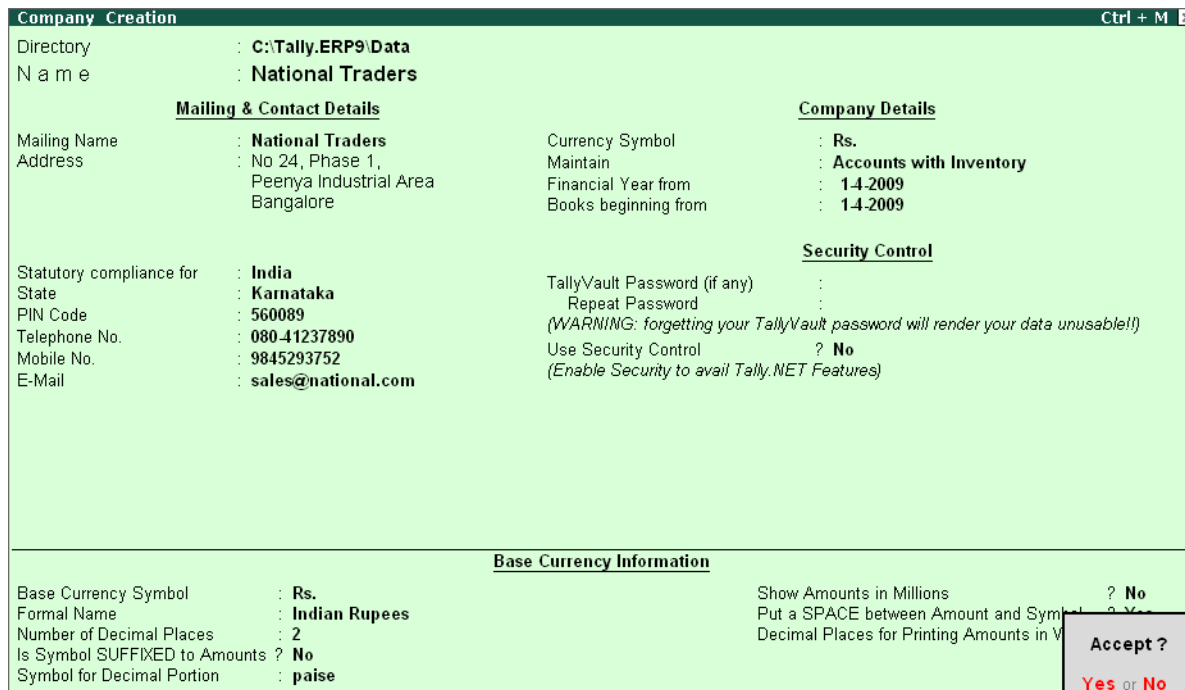 Company Creation Ctrl + M
Directory : C:\Tally.ERP9\Data
Name : National Traders
Mailing & Contact Details
Mailing Name : National Traders
Address : No 24, Phase 1,
Peenya Industrial Area
Bangalore
Statutory compliance for : India
State : Karnataka
PIN Code : 560089
Telephone No. : 080-41237890
Mobile No. : 9845293752
E-Mail : sales@national.com
Company Details
Currency Symbol : Rs.
Maintain : Accounts with Inventory
Financial Year from : 1-4-2009
Books beginning from : 1-4-2009
Security Control
TallyVault Password (if any) :
Repeat Password :
(WARNING: forgetting your TallyVault password will render your data unusable!!)
Use Security Control ? No
(Enable Security to avail Tally.NET Features)
Base Currency Information
Base Currency Symbol : Rs.
Formal Name : Indian Rupees
Number of Decimal Places : 2
Is Symbol SUFFIXED to Amounts ? No
Symbol for Decimal Portion : paise
Show Amounts in Millions ? No
Put a SPACE between Amount and Symbol ? Yes
Decimal Places for Printing Amounts in
Accept ?
Yes or No